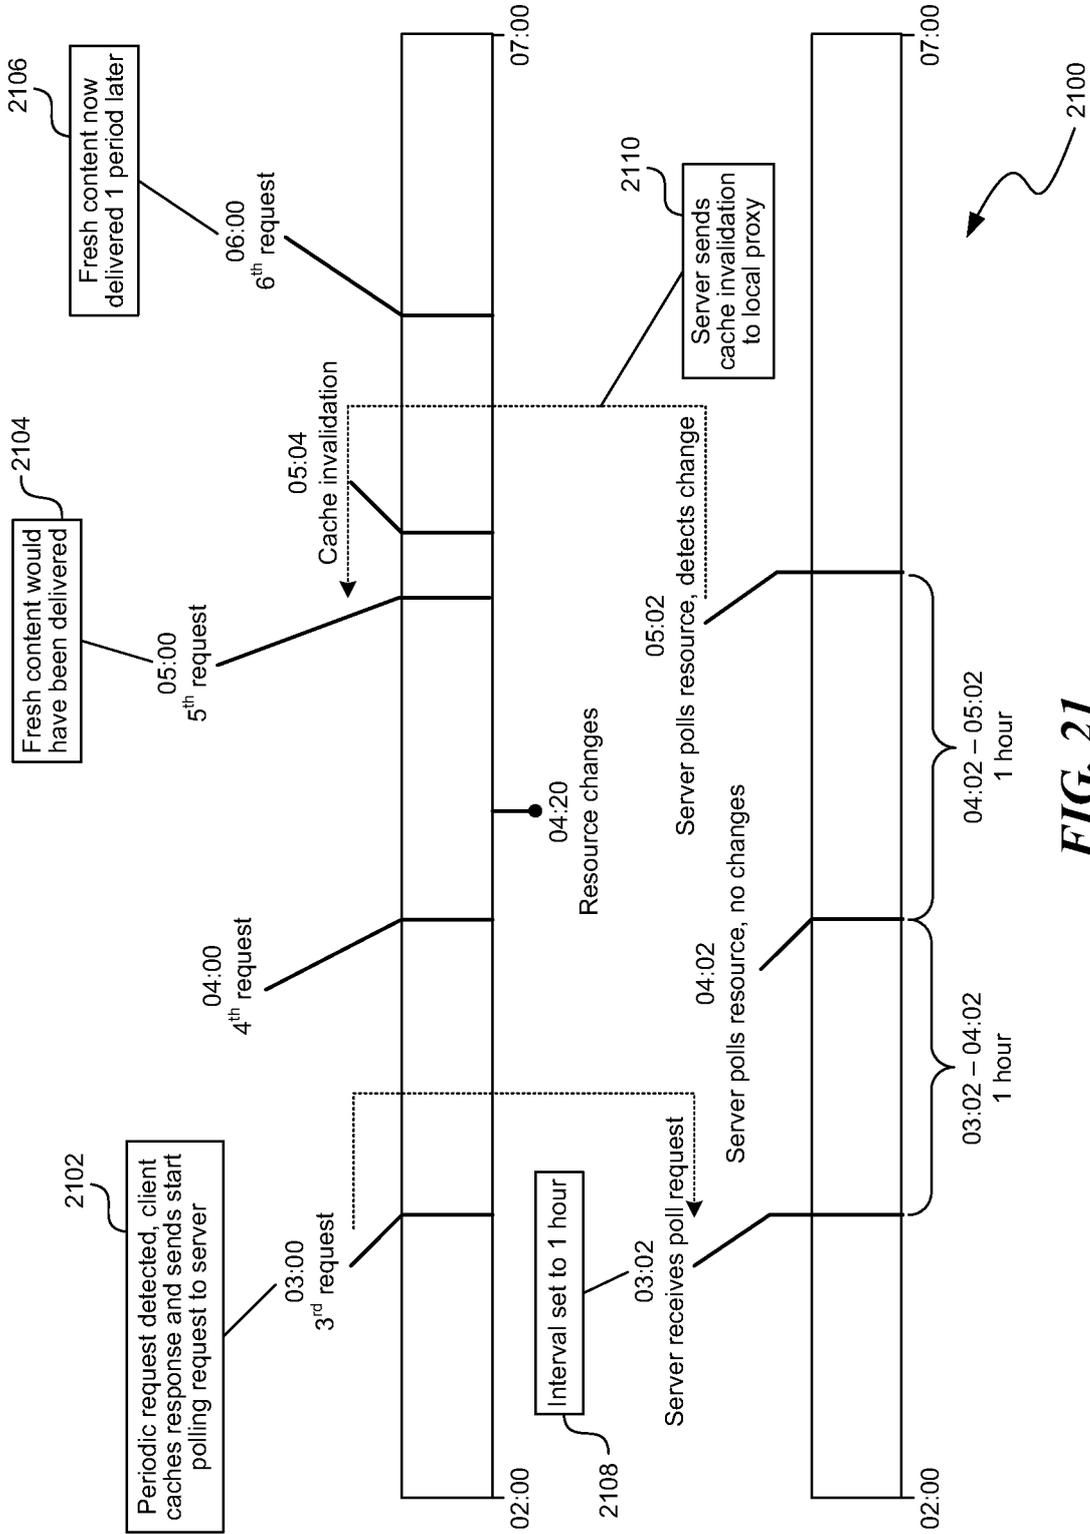 2102
Periodic request detected, client
caches response and sends start
polling request to server
2104
Fresh content would
have been delivered
2106
Fresh content now
delivered 1 period later
03:00
3rd request
04:00
4th request
05:00
5th request
05:04
Cache invalidation
06:00
6th request
02:00
04:20
Resource changes
07:00
2108
Interval set to 1 hour
03:02
Server receives poll request
04:02
Server polls resource, no changes
05:02
Server polls resource, detects change
2110
Server sends
cache invalidation
to local proxy
02:00
03:02 – 04:02
1 hour
04:02 – 05:02
1 hour
07:00
2100
FIG. 21